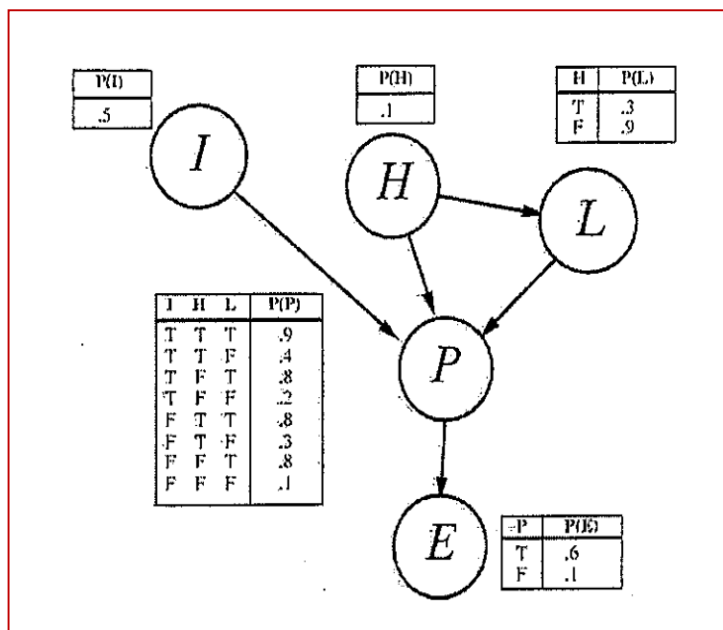 P(I)
.5
P(H)
.1
H P(L)
T .3
F .9
I
H
L
I H L P(P)
T T T .9
T T F .4
T F T .8
T F F .2
F T T .8
F T F .3
F F T .8
F F F .1
P
E
P P(E)
T .6
F .1